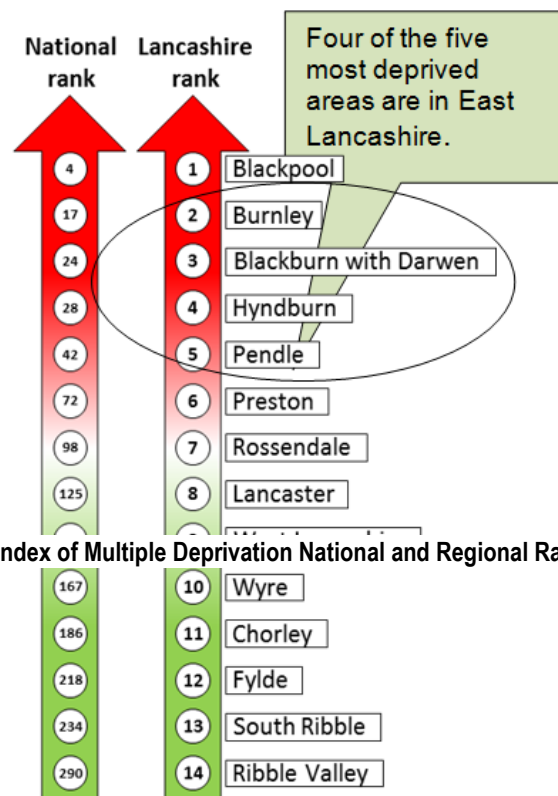 National rank
Lancashire rank
Four of the five
most deprived
areas are in East
Lancashire.
4 1 Blackpool
17 2 Burnley
24 3 Blackburn with Darwen
28 4 Hyndburn
42 5 Pendle
72 6 Preston
98 7 Rossendale
125 8 Lancaster
ndex of Multiple Deprivation National and Regional Ra
167 10 Wyre
186 11 Chorley
218 12 Fylde
234 13 South Ribble
290 14 Ribble Valley